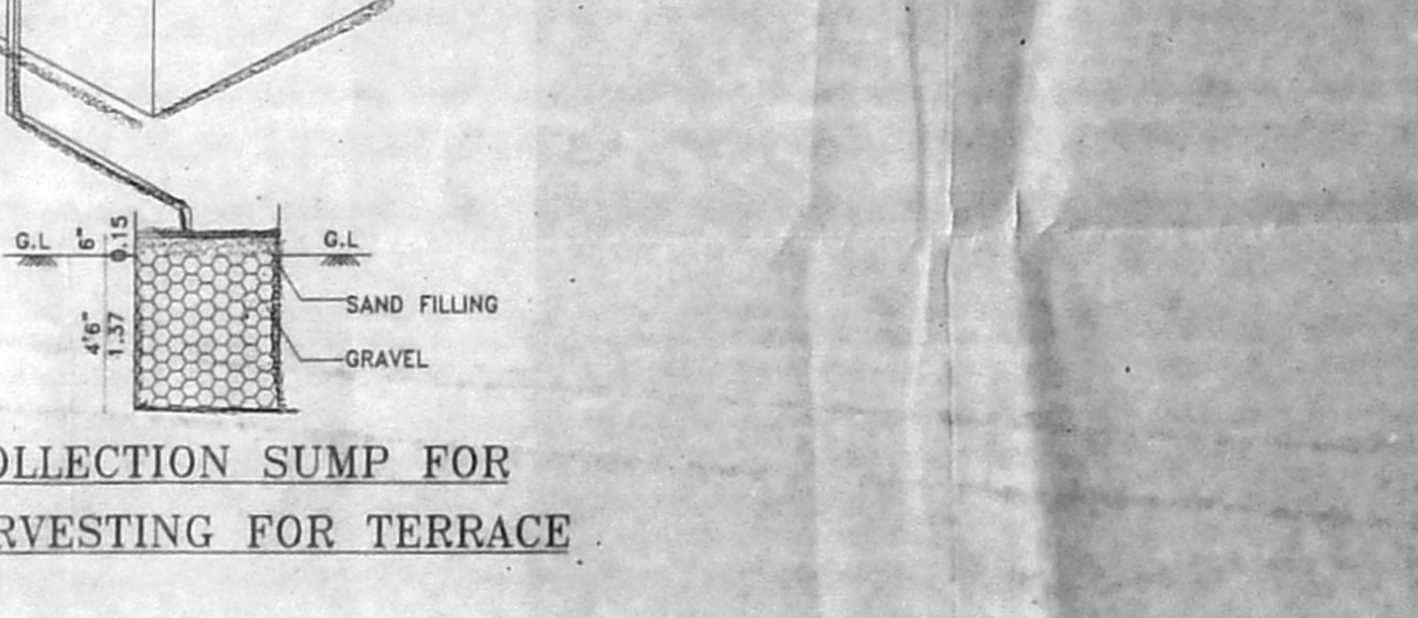 G.L 6" 0.15 G.L
SAND FILLING
4'6" 1.37
GRAVEL
OLLECTION SUMP FOR
RVESTING FOR TERRACE